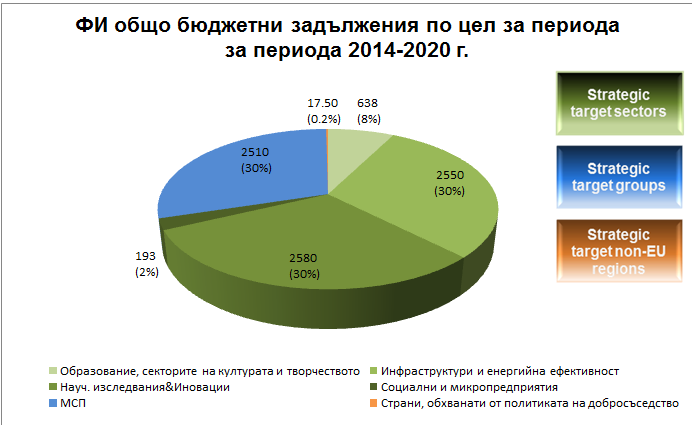 ФИ общо бюджетни задължения по цел за периода
за периода 2014-2020 г.
17.50
(0.2%)
638
(8%)
2550
(30%)
2580
(30%)
193
(2%)
2510
(30%)
Strategic
target sectors
Strategic
target groups
Strategic
target non-EU
regions
Образование, секторите на културата и творчеството
Инфраструктури и енергийна ефективност
Науч. изследвания&Иновации
Социални и микропредприятия
МСП
Страни, обхванати от политиката на добросъседство